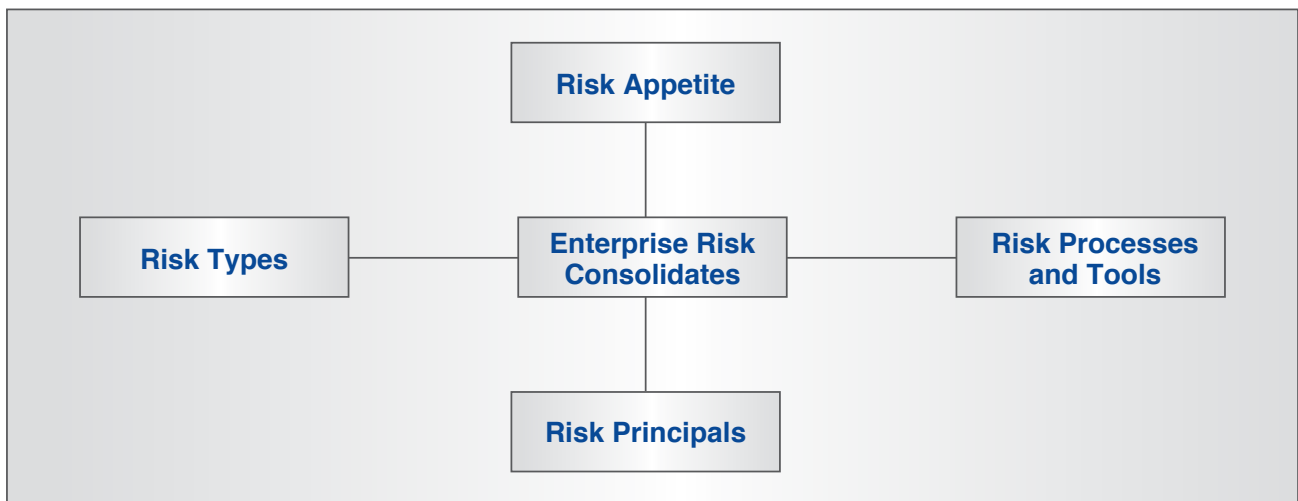 Risk Appetite
Risk Types
Enterprise Risk
Consolidates
Risk Processes
and Tools
Risk Principals